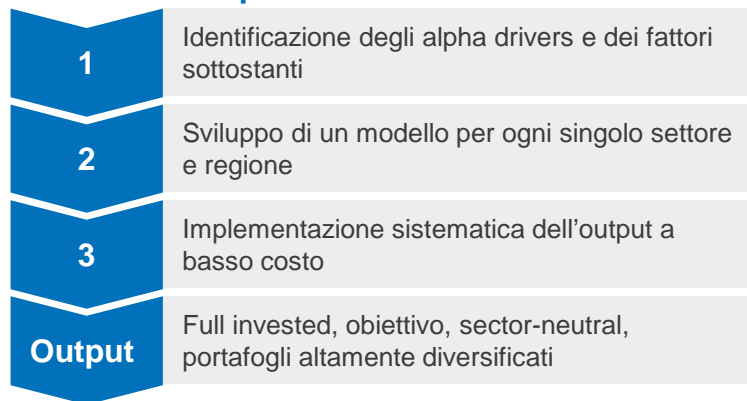 1
Identificazione degli alpha drivers e dei fattori
sottostanti
2
Sviluppo di un modello per ogni singolo settore
e regione
3
Implementazione sistematica dell’output a
basso costo
Output
Full invested, obiettivo, sector-neutral,
portafogli altamente diversificati